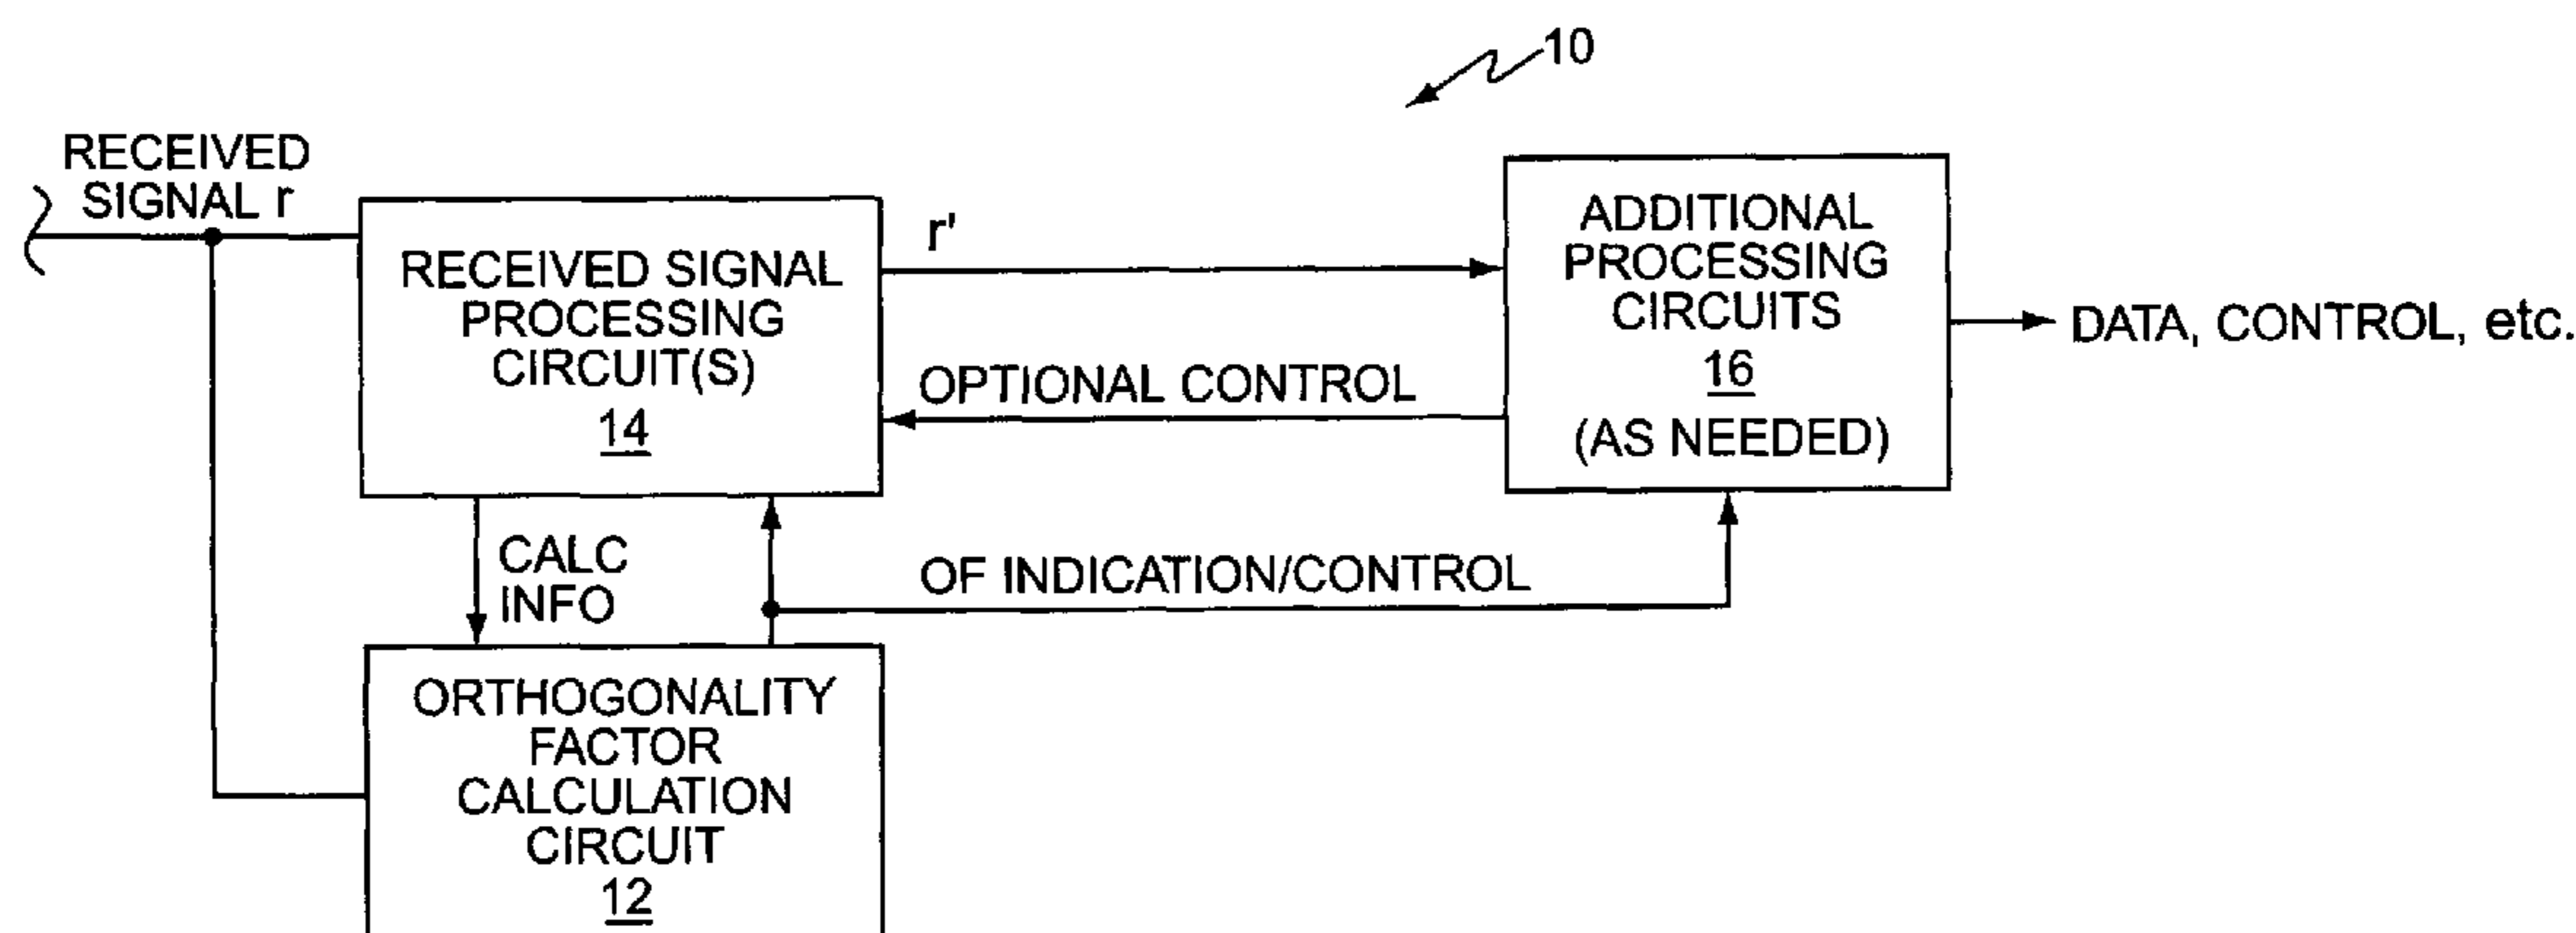 10
RECEIVED
SIGNAL r
RECEIVED SIGNAL
PROCESSING
CIRCUIT(S)
14
r'
OPTIONAL CONTROL
ADDITIONAL
PROCESSING
CIRCUITS
16
(AS NEEDED)
DATA, CONTROL, etc.
CALC
INFO
OF INDICATION/CONTROL
ORTHOGONALITY
FACTOR
CALCULATION
CIRCUIT
12